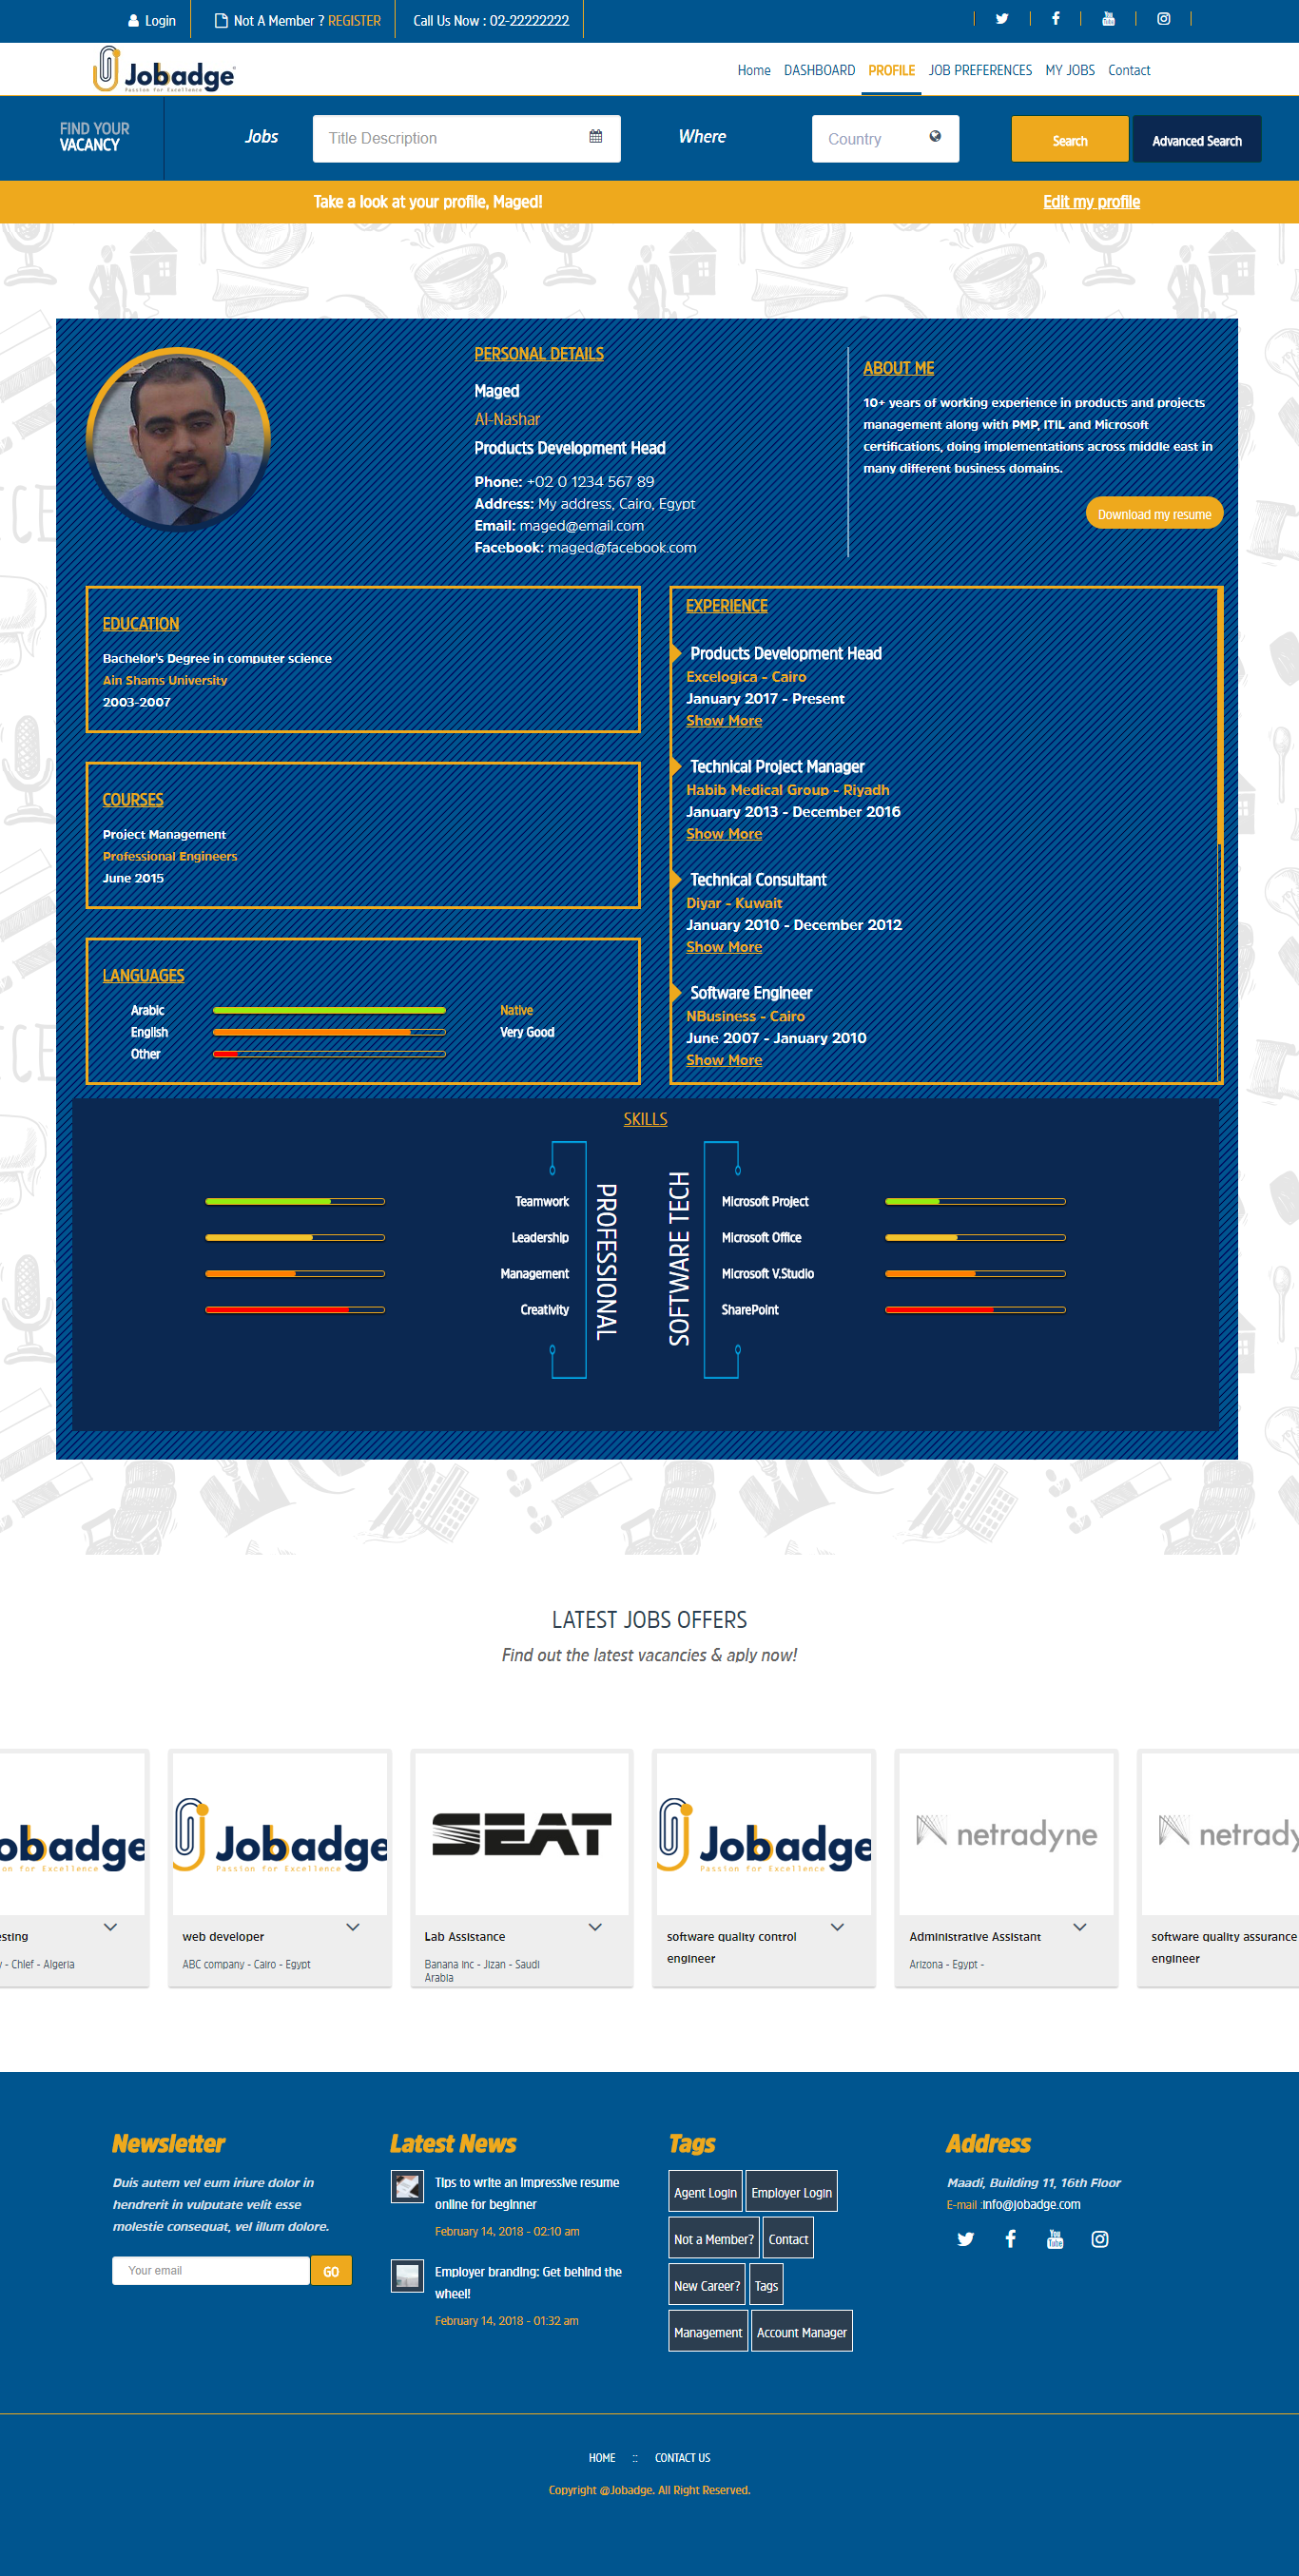 Login
Not A Member ? REGISTER
Call Us Now : 02-22222222
Jobadge
Passion for Excellence
Home
DASHBOARD
PROFILE
JOB PREFERENCES
MY JOBS
Contact
FIND YOUR
VACANCY
Jobs
Title Description
Where
Country
Search
Advanced Search
Take a look at your profile, Maged!
Edit my profile
PERSONAL DETAILS
Maged
Al-Nashar
Products Development Head
Phone: +02 0 1234 567 89
Address: My address, Cairo, Egypt
Email: maged@email.com
Facebook: maged@facebook.com
ABOUT ME
10+ years of working experience in products and projects
management along with PMP, ITIL and Microsoft
certifications, doing implementations across middle east in
many different business domains.
Download my resume
EDUCATION
Bachelor's Degree in computer science
Ain Shams University
2003-2007
COURSES
Project Management
Professional Engineers
June 2015
LANGUAGES
Arabic
Native
English
Very Good
Other
EXPERIENCE
Products Development Head
Excelogica - Cairo
January 2017 - Present
Show More
Technical Project Manager
Habib Medical Group - Riyadh
January 2013 - December 2016
Show More
Technical Consultant
Diyar - Kuwait
January 2010 - December 2012
Show More
Software Engineer
NBusiness - Cairo
June 2007 - January 2010
Show More
SKILLS
Teamwork
Leadership
Management
Creativity
PROFESSIONAL
SOFTWARE TECH
Microsoft Project
Microsoft Office
Microsoft V.Studio
SharePoint
LATEST JOBS OFFERS
Find out the latest vacancies & aply now!
obadge
on for Excellence
esting
y - Chlef - Algeria
Jobadge
Passion for Excellence
web developer
ABC company - Cairo - Egypt
SEAT
Lab Assistance
Banana Inc - Jizan - Saudi
Arabia
Jobadge
Passion for Excellence
software quality control
engineer
netradyne
Administrative Assistant
Arizona - Egypt -
netrady
software quality assurance
engineer
Newsletter
Duis autem vel eum iriure dolor in
hendrerit in vulputate velit esse
molestie consequat, vel illum dolore.
Your email
GO
Latest News
Tips to write an impressive resume
online for beginner
February 14, 2018 - 02:10 am
Employer branding: Get behind the
wheel!
February 14, 2018 - 01:32 am
Tags
Agent Login
Employer Login
Not a Member?
Contact
New Career?
Tags
Management
Account Manager
Address
Maadi, Building 11, 16th Floor
E-mail :info@jobadge.com
HOME :: CONTACT US
Copyright @Jobadge. All Right Reserved.